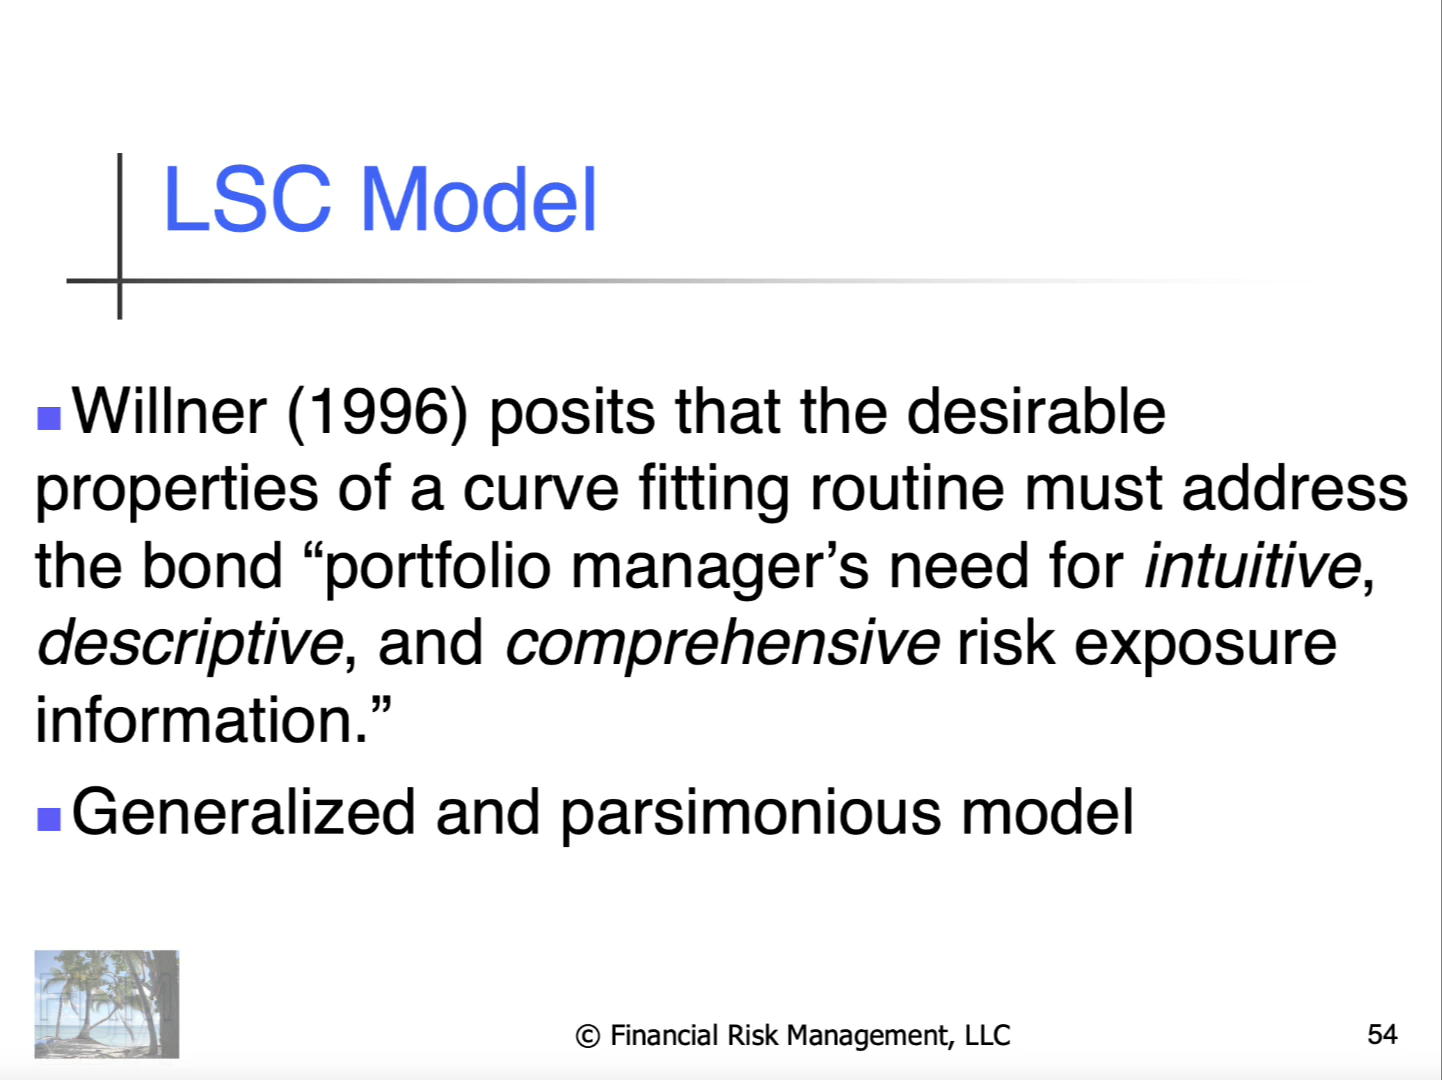 LSC Model
Willner (1996) posits that the desirable
properties of a curve fitting routine must address
the bond “portfolio manager’s need for intuitive,
descriptive, and comprehensive risk exposure
information.”
Generalized and parsimonious model
© Financial Risk Management, LLC
54